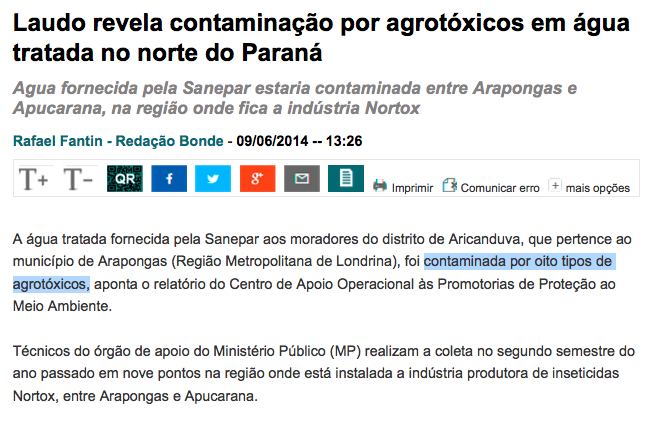 Laudo revela contaminação por agrotóxicos em água
tratada no norte do Paraná
Agua fornecida pela Sanepar estaria contaminada entre Arapongas e
Apucarana, na região onde fica a indústria Nortox
Rafael Fantin - Redação Bonde - 09/06/2014 -- 13:26
T+ T- QR f g+ Imprimir Comunicar erro + mais opções
A água tratada fornecida pela Sanepar aos moradores do distrito de Aricanduva, que pertence ao
município de Arapongas (Região Metropolitana de Londrina), foi contaminada por oito tipos de
agrotóxicos, aponta o relatório do Centro de Apoio Operacional às Promotorias de Proteção ao
Meio Ambiente.
Técnicos do órgão de apoio do Ministério Público (MP) realizam a coleta no segundo semestre do
ano passado em nove pontos na região onde está instalada a indústria produtora de inseticidas
Nortox, entre Arapongas e Apucarana.